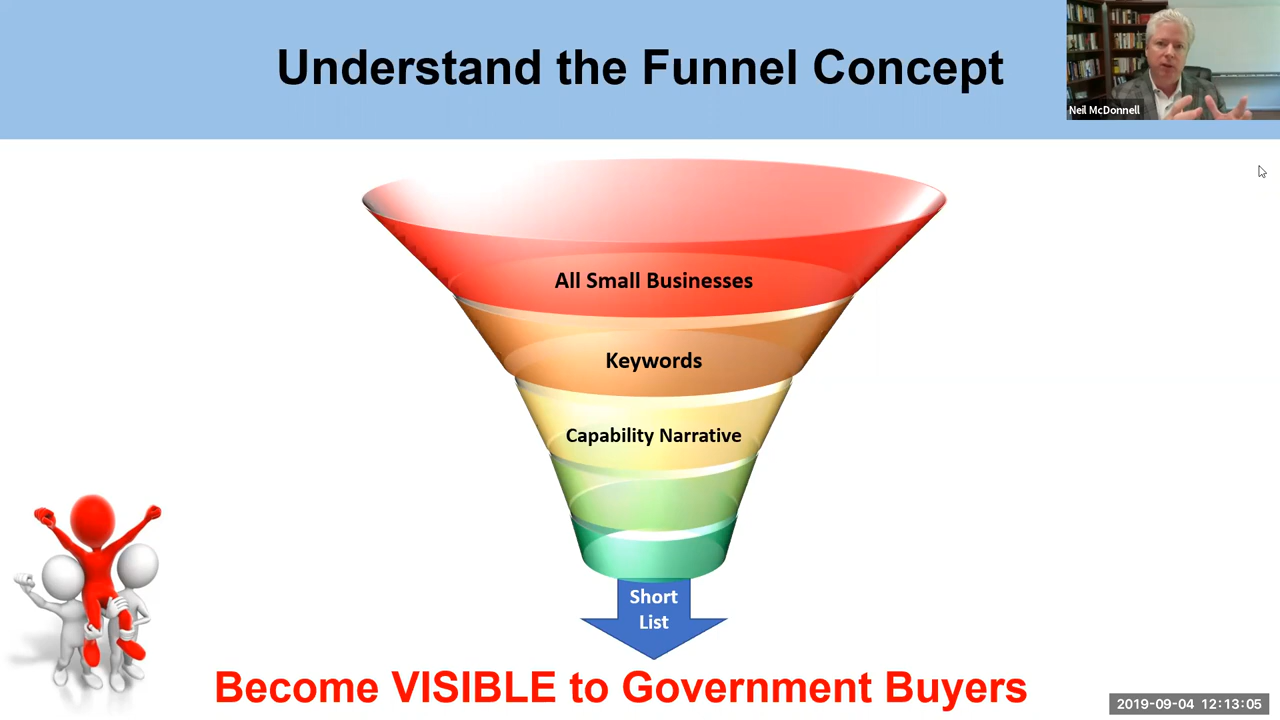 Understand the Funnel Concept
Neil McDonnell
All Small Businesses
Keywords
Capability Narrative
Short
List
Become VISIBLE to Government Buyers
2019-09-04 12:13:05